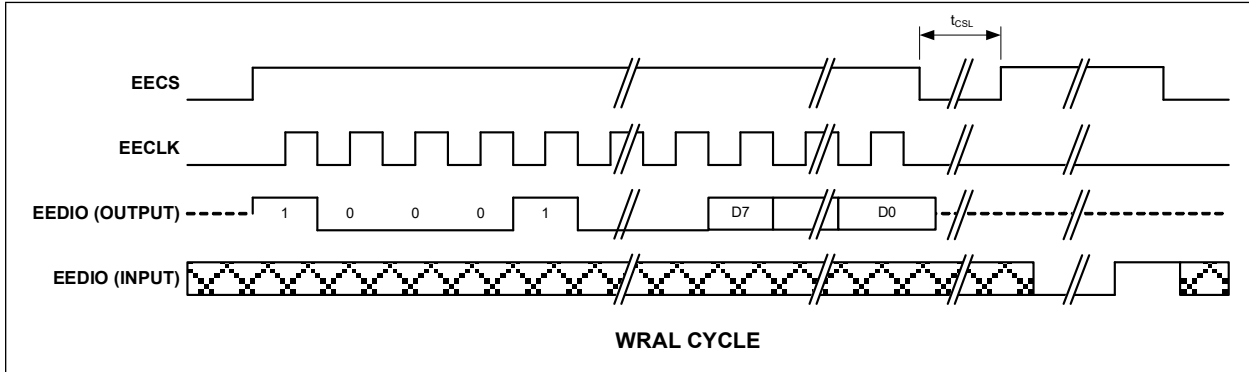 tCSL
EECS
EECLK
EEDIO (OUTPUT) 1 0 0 0 1 D7 D0
EEDIO (INPUT)
WRAL CYCLE